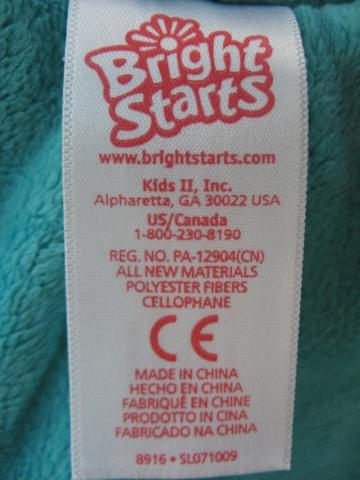 Bright
Starts
www.brightstarts.com
Kids II, Inc.
Alpharetta, GA 30022 USA
US/Canada
1-800-230-8190
REG. NO. PA-12904(CN)
ALL NEW MATERIALS
POLYESTER FIBERS
CELLOPHANE
CE
MADE IN CHINA
HECHO EN CHINA
FABRIQUÉ EN CHINE
PRODOTTO IN CINA
FABRICADO NA CHINA
8916 • SL071009